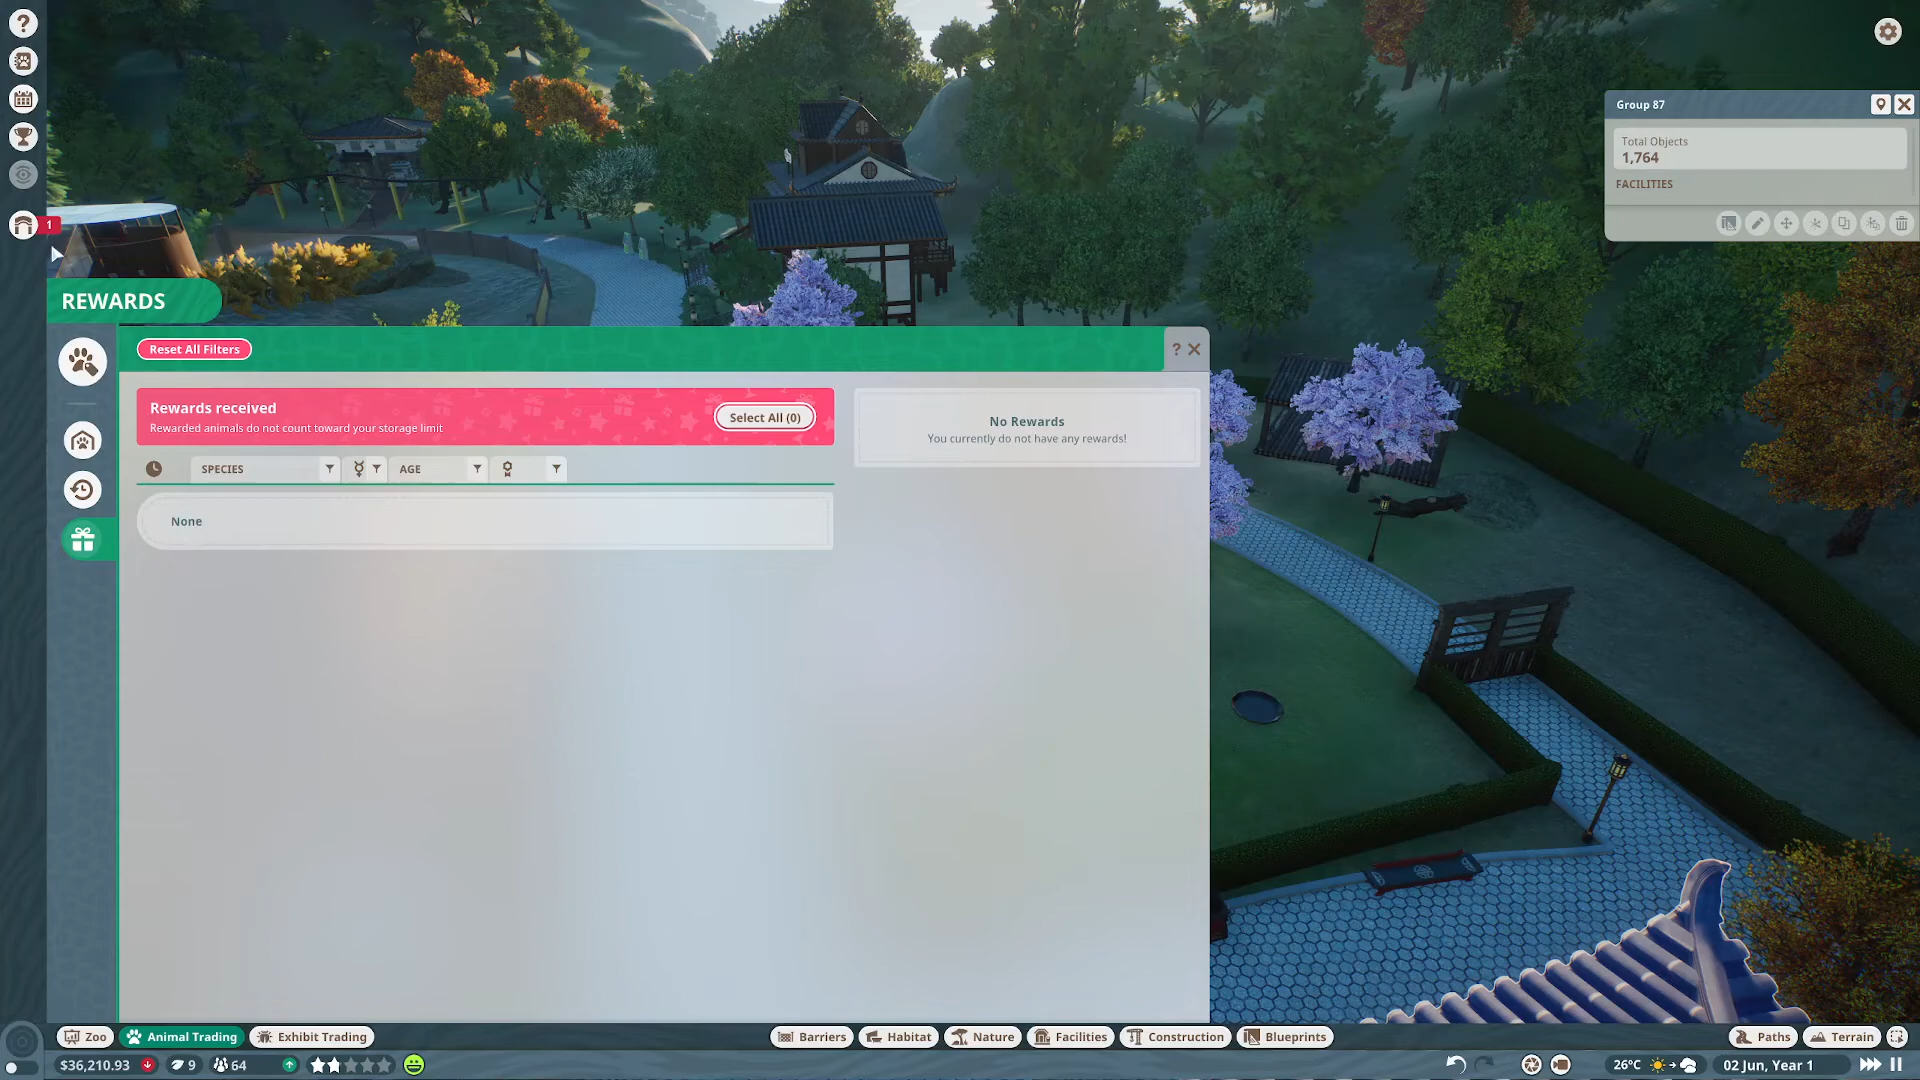 Group 87
Total Objects
1,764
FACILITIES
1
REWARDS
Reset All Filters
?
Rewards received
Rewarded animals do not count toward your storage limit
Select All (0)
No Rewards
You currently do not have any rewards!
SPECIES
AGE
None
Zoo
Animal Trading
Exhibit Trading
Barriers
Habitat
Nature
Facilities
Construction
Blueprints
Paths
Terrain
$36,210.93
9
64
26°C
02 Jun, Year 1